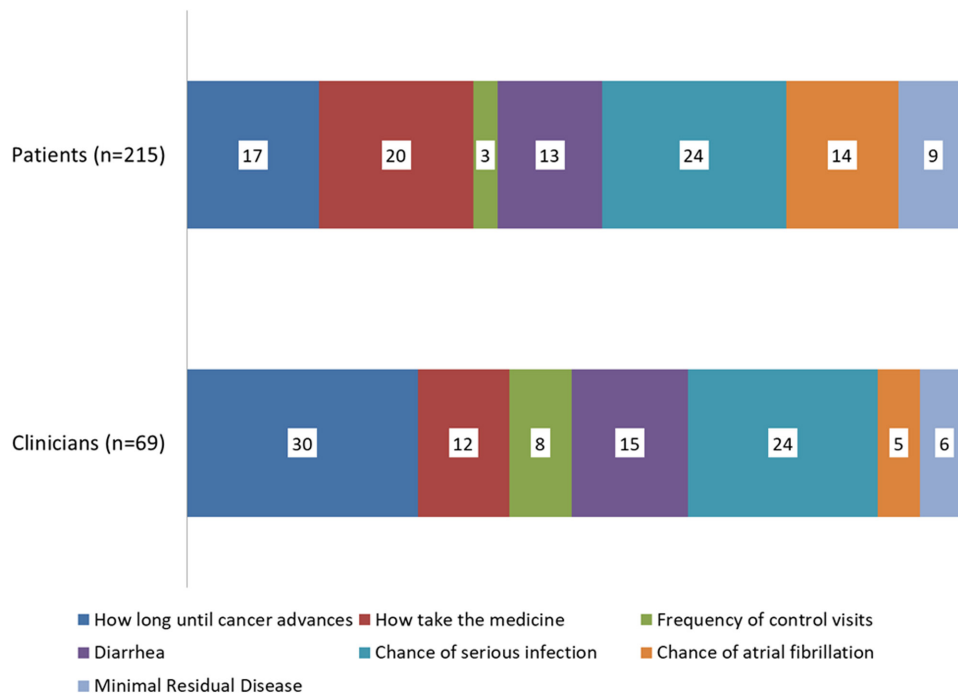 Patients (n=215)
17 20 3 13 24 14 9
Clinicians (n=69)
30 12 8 15 24 5 6
How long until cancer advances How take the medicine Frequency of control visits
Diarrhea Chance of serious infection Chance of atrial fibrillation
Minimal Residual Disease